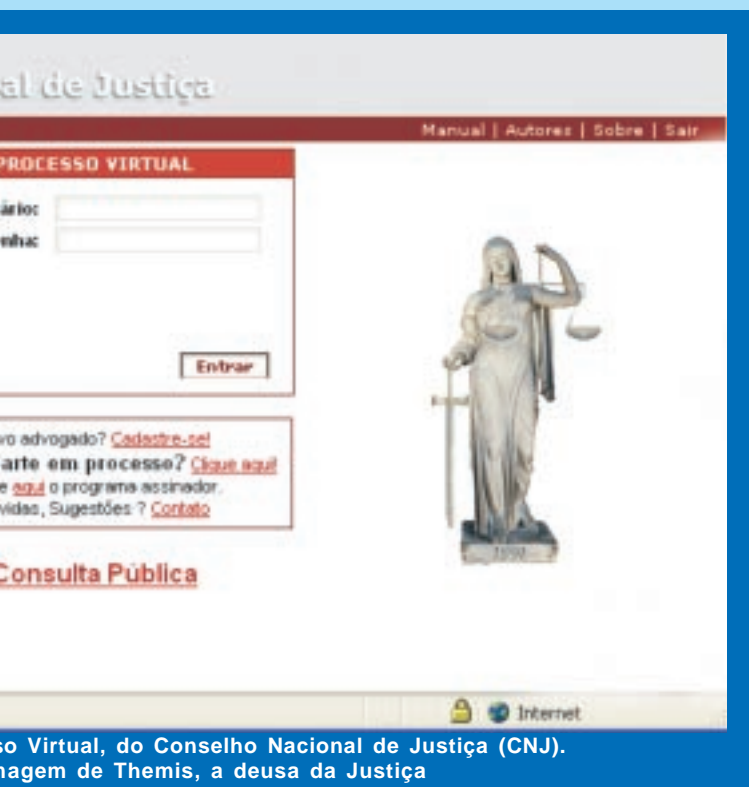 al de Justiça
Manual | Autores | Sobre | Sair
PROCESSO VIRTUAL
ário:
enha:
Entrar
vo advogado? Cadastre-se!
arte em processo? Clique aqui!
e aqui o programa assinador.
vidas, Sugestões ? Contato
Consulta Pública
Internet
so Virtual, do Conselho Nacional de Justiça (CNJ).
magem de Themis, a deusa da Justiça